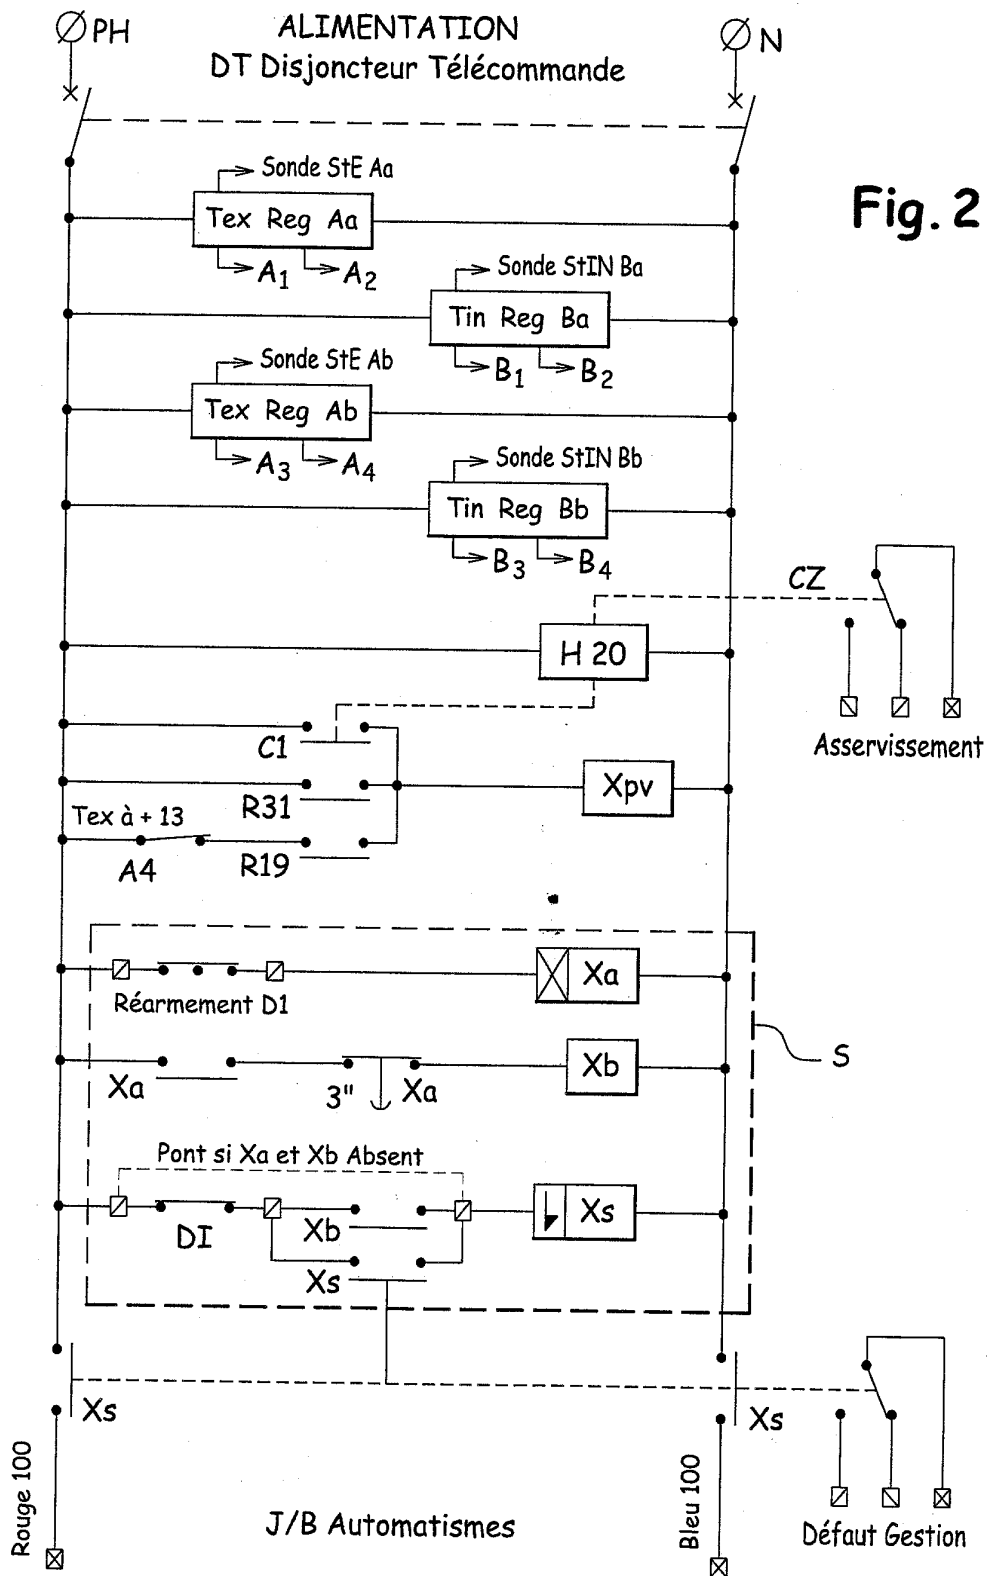 PH
ALIMENTATION
N
DT Disjoncteur Télécommande
Sonde StE Aa
Fig. 2
Tex Reg Aa
A1 A2
Sonde StIN Ba
Tin Reg Ba
B1 B2
Sonde StE Ab
Tex Reg Ab
A3 A4
Sonde StIN Bb
Tin Reg Bb
B3 B4
CZ
H 20
Asservissement
C1
Xpv
R31
Tex à + 13
A4
R19
Xa
Réarmement D1
S
Xb
Xa
3" Xa
Pont si Xa et Xb Absent
Xs
DI
Xb
Xs
Xs
Xs
Rouge 100
Bleu 100
J/B Automatismes
Défaut Gestion